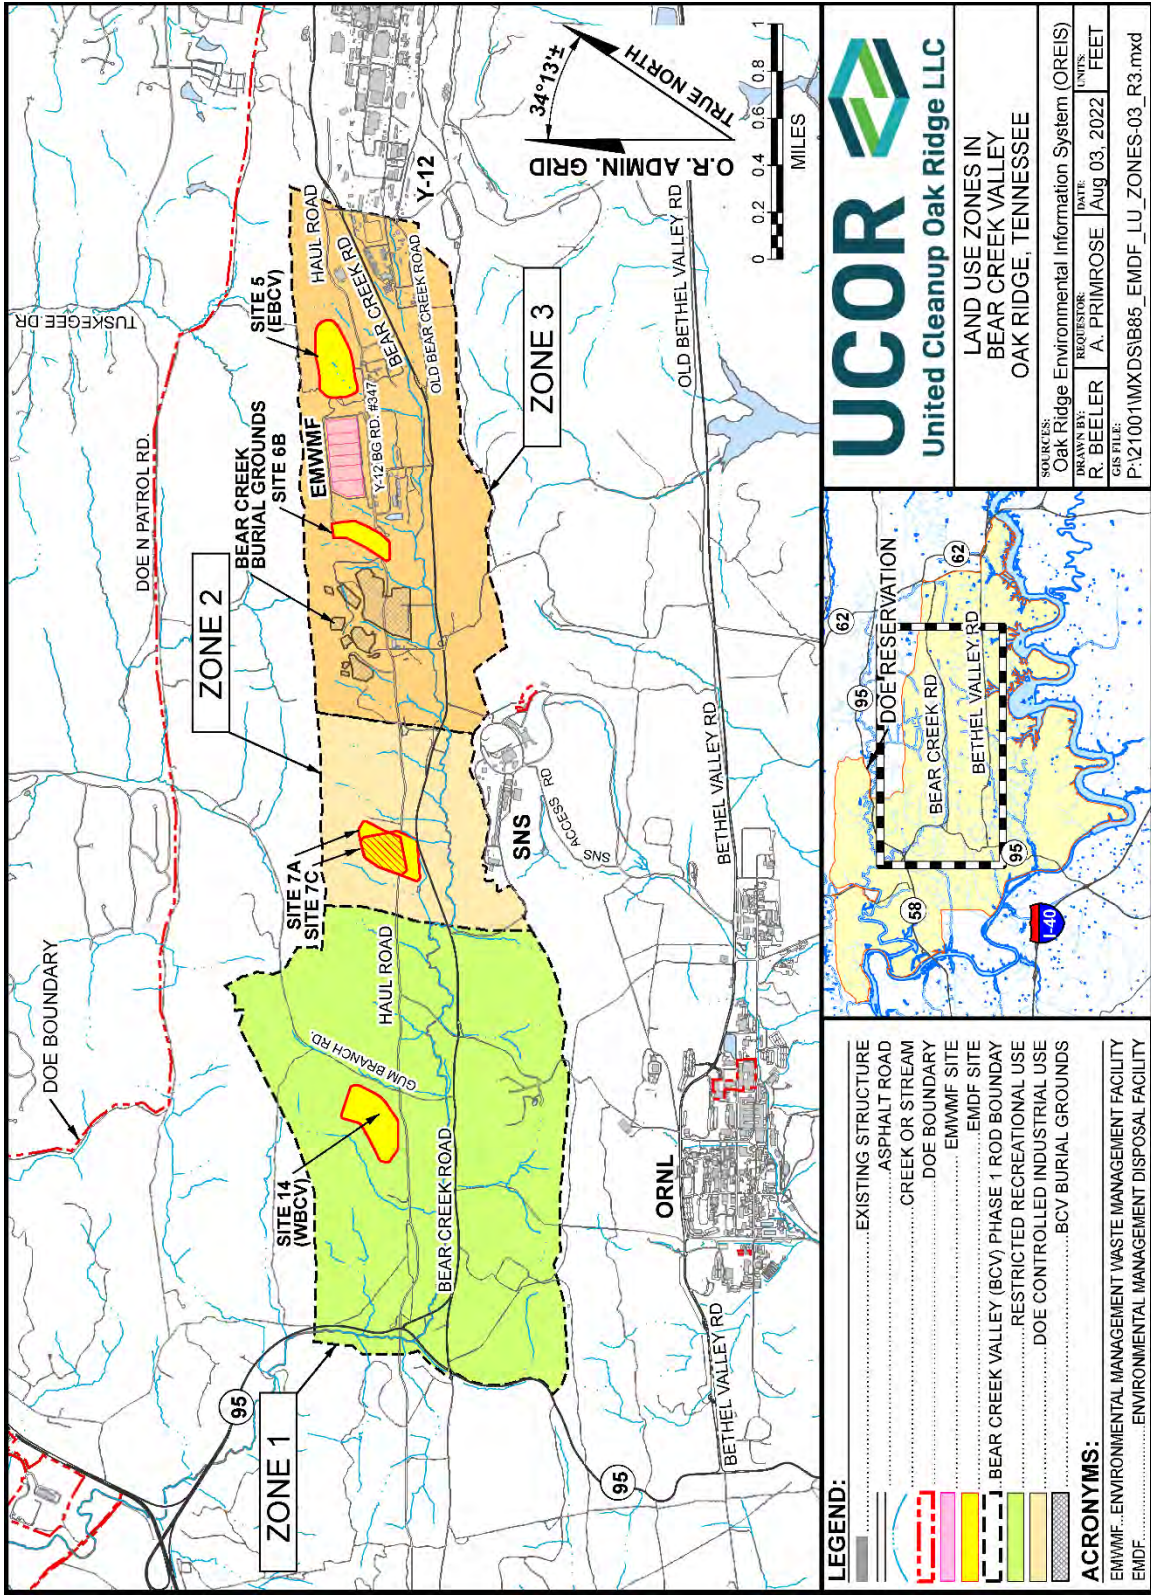 DOE BOUNDARY
DOE N PATROL RD.
TUSKEGEE DR
ZONE 1
ZONE 2
ZONE 3
95
95
SITE 14
(WBCV)
GUM BRANCH RD.
HAUL ROAD
BEAR CREEK ROAD
SITE 7A
SITE 7C
BEAR CREEK
BURIAL GROUNDS
SITE 6B
EMWMF
SITE 5
(EBCV)
HAUL ROAD
Y-12 BG RD. #347
BEAR CREEK RD
OLD BEAR CREEK ROAD
Y-12
SNS
SNS ACCESS RD
ORNL
BETHEL VALLEY RD
BETHEL VALLEY RD
OLD BETHEL VALLEY RD
34°13'±
O.R. ADMIN. GRID
TRUE NORTH
0 0.2 0.4 0.6 0.8 1
MILES
LEGEND:
EXISTING STRUCTURE
ASPHALT ROAD
CREEK OR STREAM
DOE BOUNDARY
EMWMF SITE
EMDF SITE
BEAR CREEK VALLEY (BCV) PHASE 1 ROD BOUNDAY
RESTRICTED RECREATIONAL USE
DOE CONTROLLED INDUSTRIAL USE
BCV BURIAL GROUNDS
ACRONYMS:
EMWMF..ENVIRONMENTAL MANAGEMENT WASTE MANAGEMENT FACILITY
EMDF..........ENVIRONMENTAL MANAGEMENT DISPOSAL FACILITY
58
95
62
62
95
I-40
DOE RESERVATION
BEAR CREEK RD
BETHEL VALLEY RD
UCOR
United Cleanup Oak Ridge LLC
LAND USE ZONES IN
BEAR CREEK VALLEY
OAK RIDGE, TENNESSEE
SOURCES:
Oak Ridge Environmental Information System (OREIS)
DRAWN BY: REQUESTOR: DATE: UNITS:
R. BEELER A. PRIMROSE Aug 03, 2022 FEET
GIS FILE:
P:\21001\MXDS\B85_EMDF_LU_ZONES-03_R3.mxd